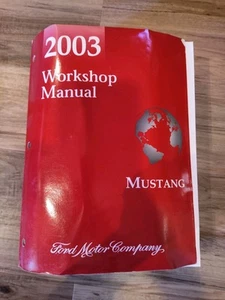 2003
Workshop
Manual
MUSTANG
Ford Motor Company